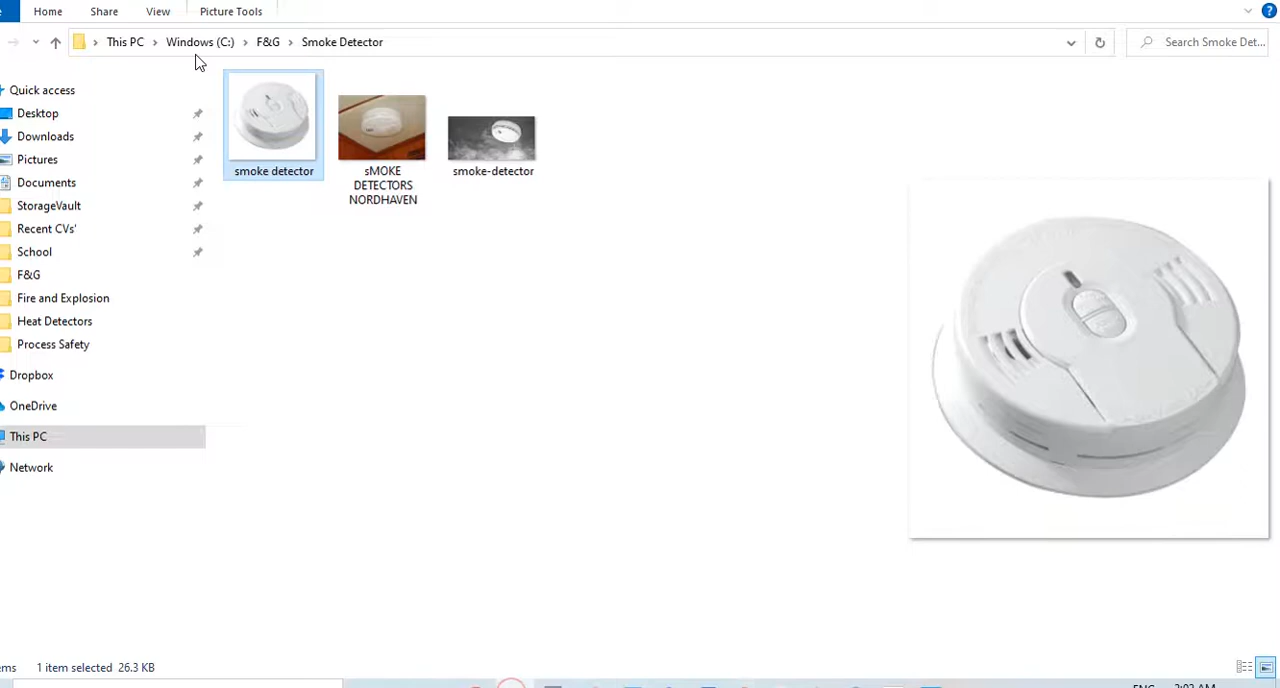 Home Share View Picture Tools
This PC Windows (C:) F&G Smoke Detector
Search Smoke Det...
Quick access
Desktop
Downloads
Pictures
Documents
StorageVault
Recent CVs'
School
F&G
Fire and Explosion
Heat Detectors
Process Safety
Dropbox
OneDrive
This PC
Network
smoke detector
sMOKE
DETECTORS
NORDHAVEN
smoke-detector
1 item selected 26.3 KB